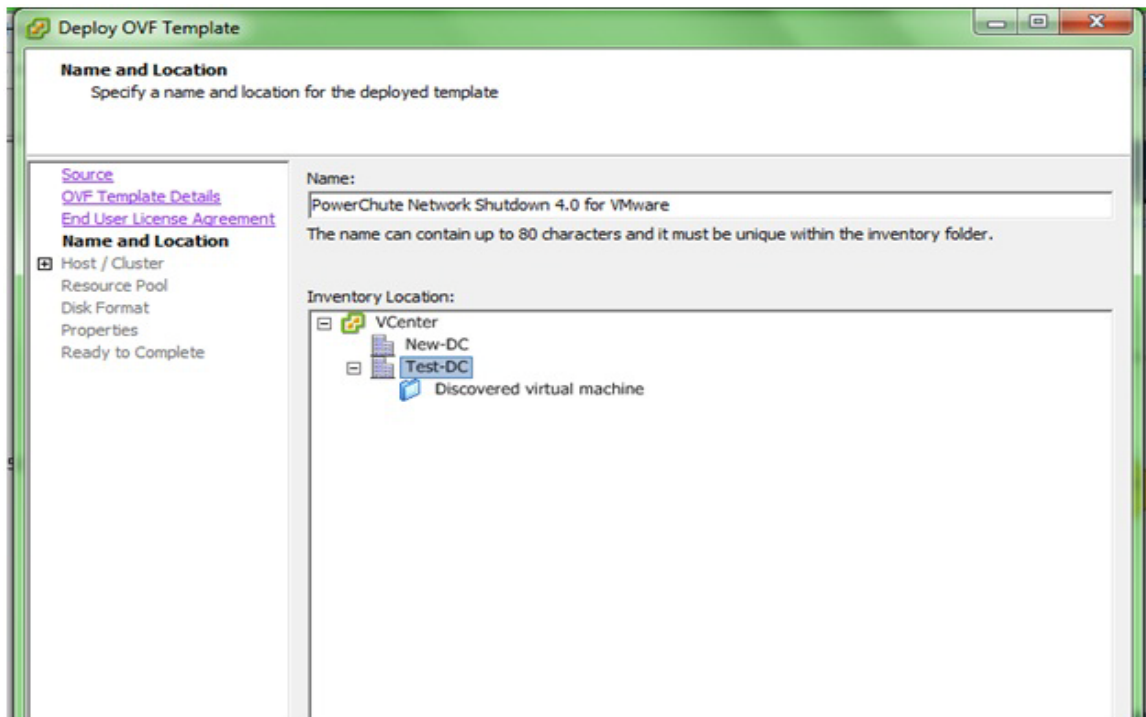 Deploy OVF Template
Name and Location
Specify a name and location for the deployed template
Source
OVF Template Details
End User License Agreement
Name and Location
Host / Cluster
Resource Pool
Disk Format
Properties
Ready to Complete
Name:
PowerChute Network Shutdown 4.0 for VMware
The name can contain up to 80 characters and it must be unique within the inventory folder.
Inventory Location:
VCenter
New-DC
Test-DC
Discovered virtual machine